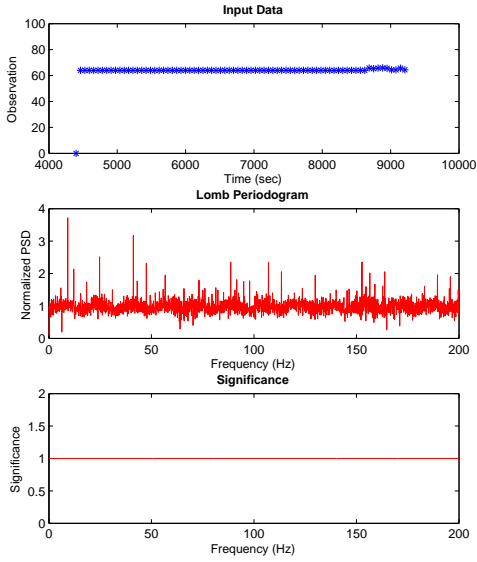 Input Data
Observation
100
80
60
40
20
0
4000 5000 6000 7000 8000 9000 10000
Time (sec)
Lomb Periodogram
Normalized PSD
4
3
2
1
0
0 50 100 150 200
Frequency (Hz)
Significance
Significance
2
1.5
1
0.5
0
0 50 100 150 200
Frequency (Hz)